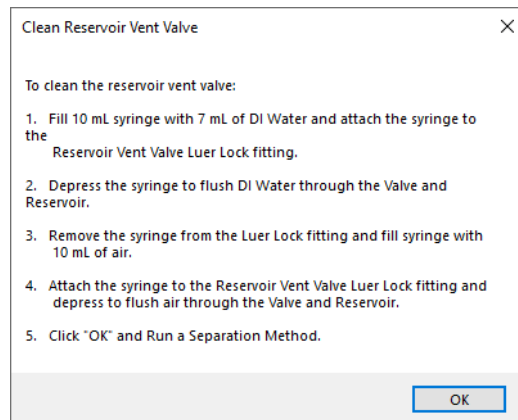 Clean Reservoir Vent Valve
To clean the reservoir vent valve:
1. Fill 10 mL syringe with 7 mL of DI Water and attach the syringe to
the
Reservoir Vent Valve Luer Lock fitting.
2. Depress the syringe to flush DI Water through the Valve and
Reservoir.
3. Remove the syringe from the Luer Lock fitting and fill syringe with
10 mL of air.
4. Attach the syringe to the Reservoir Vent Valve Luer Lock fitting and
depress to flush air through the Valve and Reservoir.
5. Click "OK" and Run a Separation Method.
OK